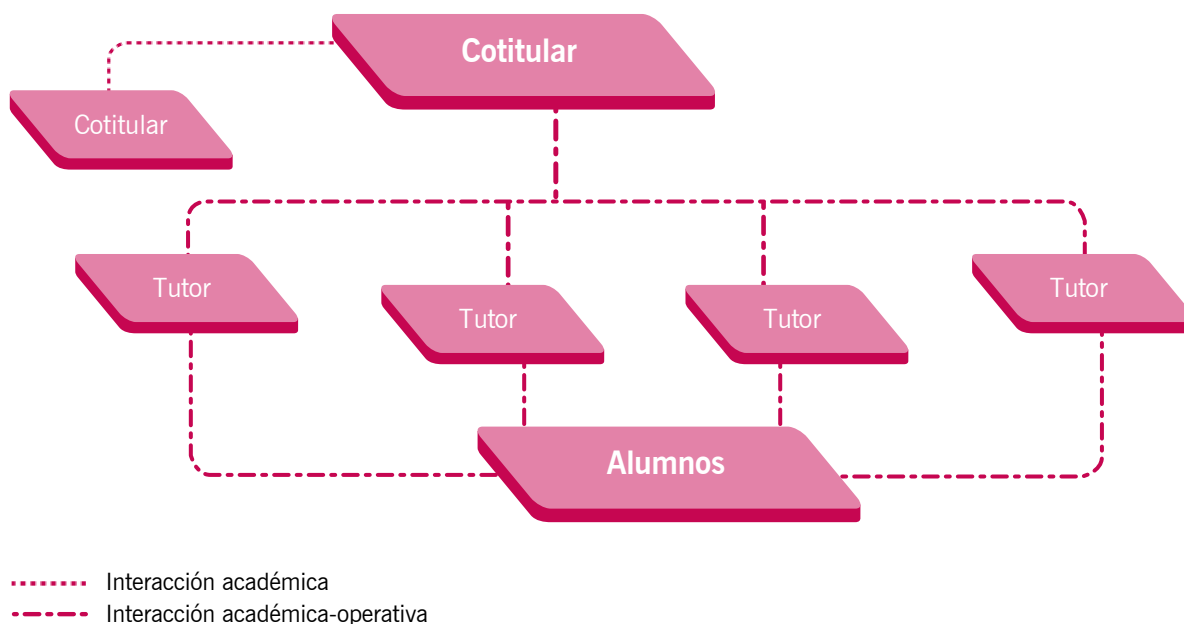 Cotitular
Cotitular
Tutor
Tutor
Tutor
Tutor
Alumnos
Interacción académica
Interacción académica-operativa